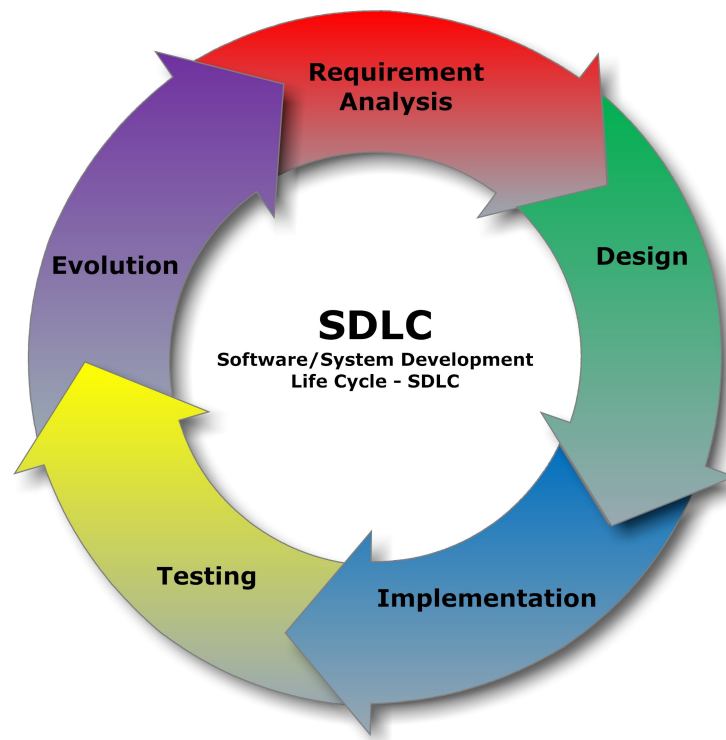 Requirement
Analysis
Design
Implementation
Testing
Evolution
SDLC
Software/System Development
Life Cycle - SDLC